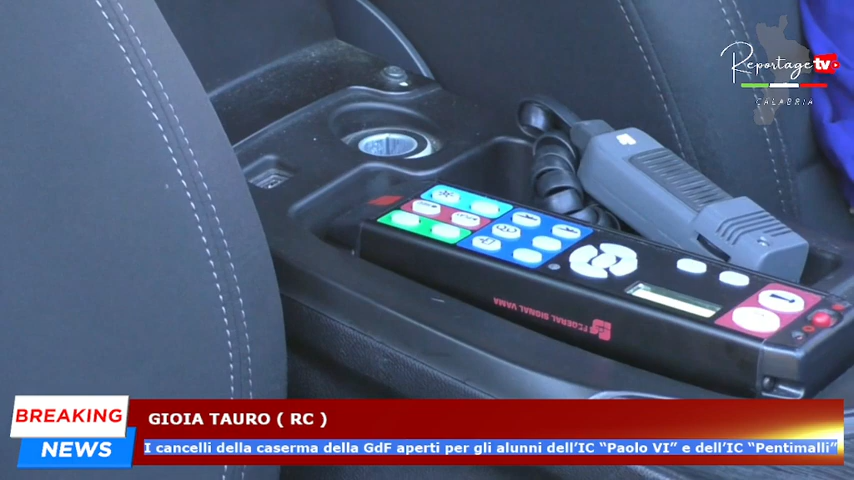 Reportage tv
CALABRIA
FEDERAL SIGNAL VAMA
BREAKING
NEWS
GIOIA TAURO ( RC )
I cancelli della caserma della GdF aperti per gli alunni dell’IC “Paolo VI” e dell’IC “Pentimalli”